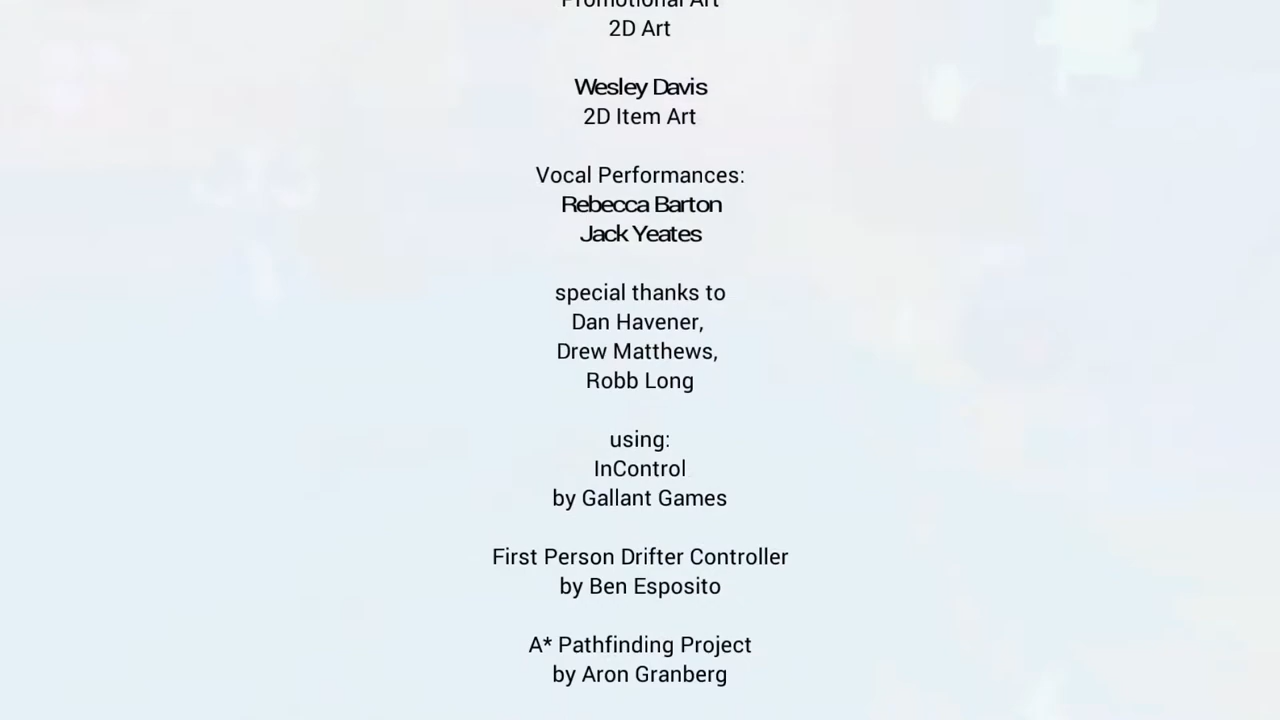 Promotional Art
2D Art
Wesley Davis
2D Item Art
Vocal Performances:
Rebecca Barton
Jack Yeates
special thanks to
Dan Havener,
Drew Matthews,
Robb Long
using:
InControl
by Gallant Games
First Person Drifter Controller
by Ben Esposito
A* Pathfinding Project
by Aron Granberg